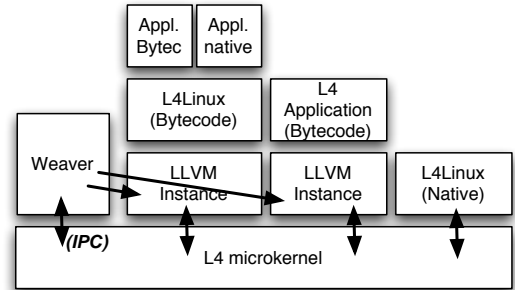 Appl.
Bytec
Appl.
native
L4Linux
(Bytecode)
L4
Application
(Bytecode)
Weaver
LLVM
Instance
LLVM
Instance
L4Linux
(Native)
(IPC)
L4 microkernel